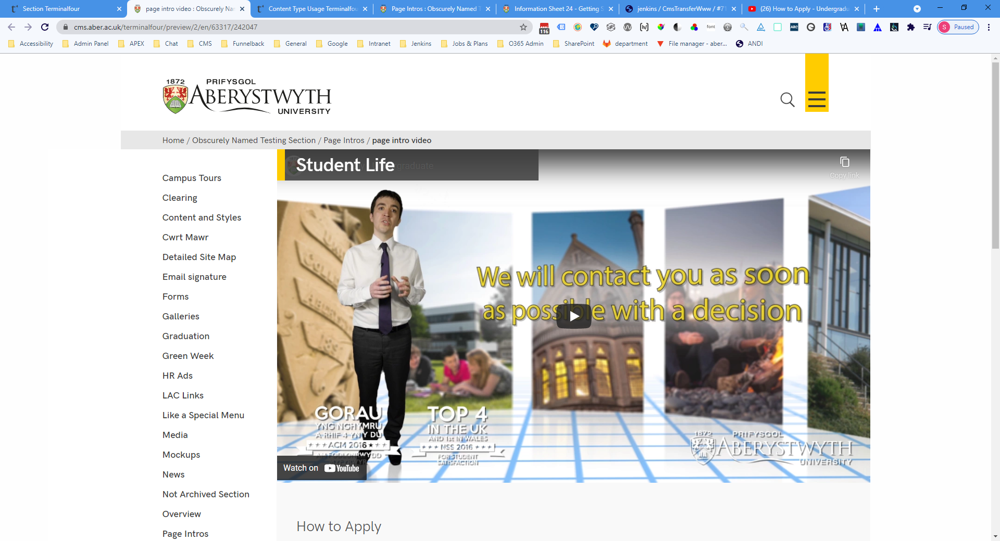 Section Terminalfour
page intro video : Obscurely Na
Content Type Usage Terminalfou
Page Intros : Obscurely Named T
Information Sheet 24 - Getting S
jenkins / CmsTransferWww / #71
(26) How to Apply - Undergradu
cms.aber.ac.uk/terminalfour/preview/2/en/63317/242047
116
font
ARC
S Paused
Accessibility
Admin Panel
APEX
Chat
CMS
Funnelback
General
Google
Intranet
Jenkins
Jobs & Plans
O365 Admin
SharePoint
department
File manager - aber...
ANDI
1872 PRIFYSGOL
ABERYSTWYTH
UNIVERSITY
Home / Obscurely Named Testing Section / Page Intros / page intro video
Student Life
Copy link
Campus Tours
Clearing
Content and Styles
Cwrt Mawr
Detailed Site Map
Email signature
Forms
Galleries
Graduation
Green Week
HR Ads
LAC Links
Like a Special Menu
Media
Mockups
News
Not Archived Section
Overview
Page Intros
We will contact you as soon
as possible with a decision
GORAU
YNG NGHYMRU
A RHIF 4 YN Y DU
ACM 2016
AM FODLONRWYDD
TOP 4
IN THE UK
AND 1st IN WALES
NSS 2016
FOR STUDENT
SATISFACTION
1872 PRIFYSGOL
ABERYSTWYTH
UNIVERSITY
Watch on YouTube
How to Apply